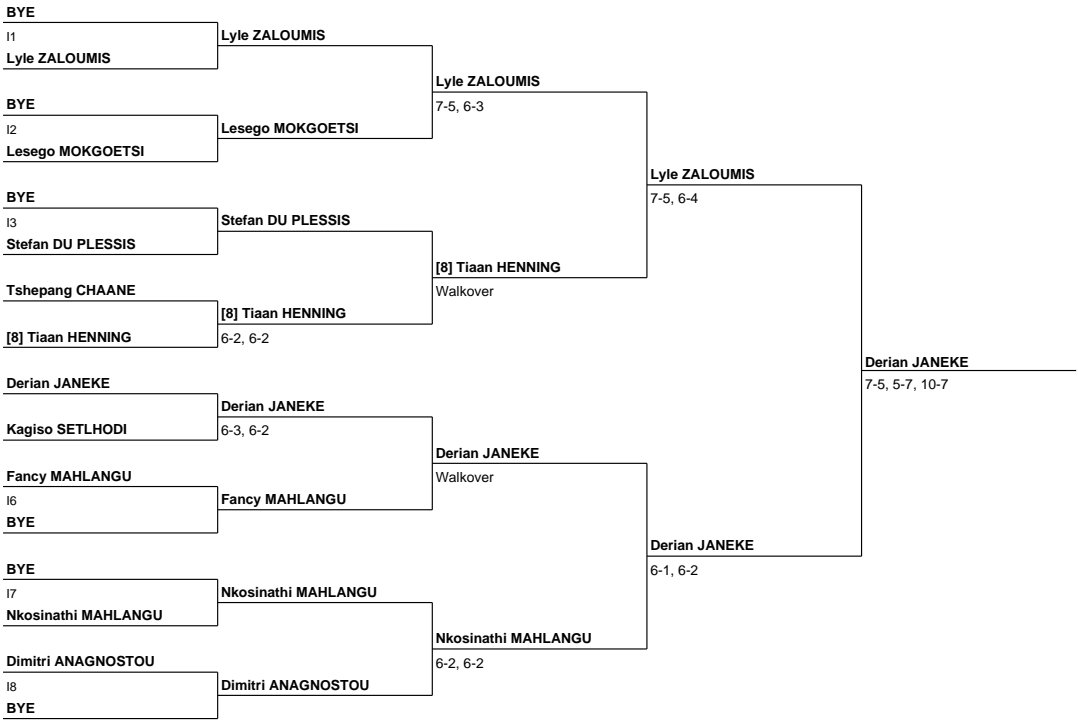 BYE
I1
Lyle ZALOUMIS
BYE
I2
Lesego MOKGOETSI
BYE
I3
Stefan DU PLESSIS
Tshepang CHAANE
[8] Tiaan HENNING
Derian JANEKE
Kagiso SETLHODI
Fancy MAHLANGU
I6
BYE
BYE
I7
Nkosinathi MAHLANGU
Dimitri ANAGNOSTOU
I8
BYE
Lyle ZALOUMIS
Lesego MOKGOETSI
Stefan DU PLESSIS
[8] Tiaan HENNING
6-2, 6-2
Derian JANEKE
6-3, 6-2
Fancy MAHLANGU
Nkosinathi MAHLANGU
Dimitri ANAGNOSTOU
Lyle ZALOUMIS
7-5, 6-3
[8] Tiaan HENNING
Walkover
Derian JANEKE
Walkover
Nkosinathi MAHLANGU
6-2, 6-2
Lyle ZALOUMIS
7-5, 6-4
Derian JANEKE
6-1, 6-2
Derian JANEKE
7-5, 5-7, 10-7